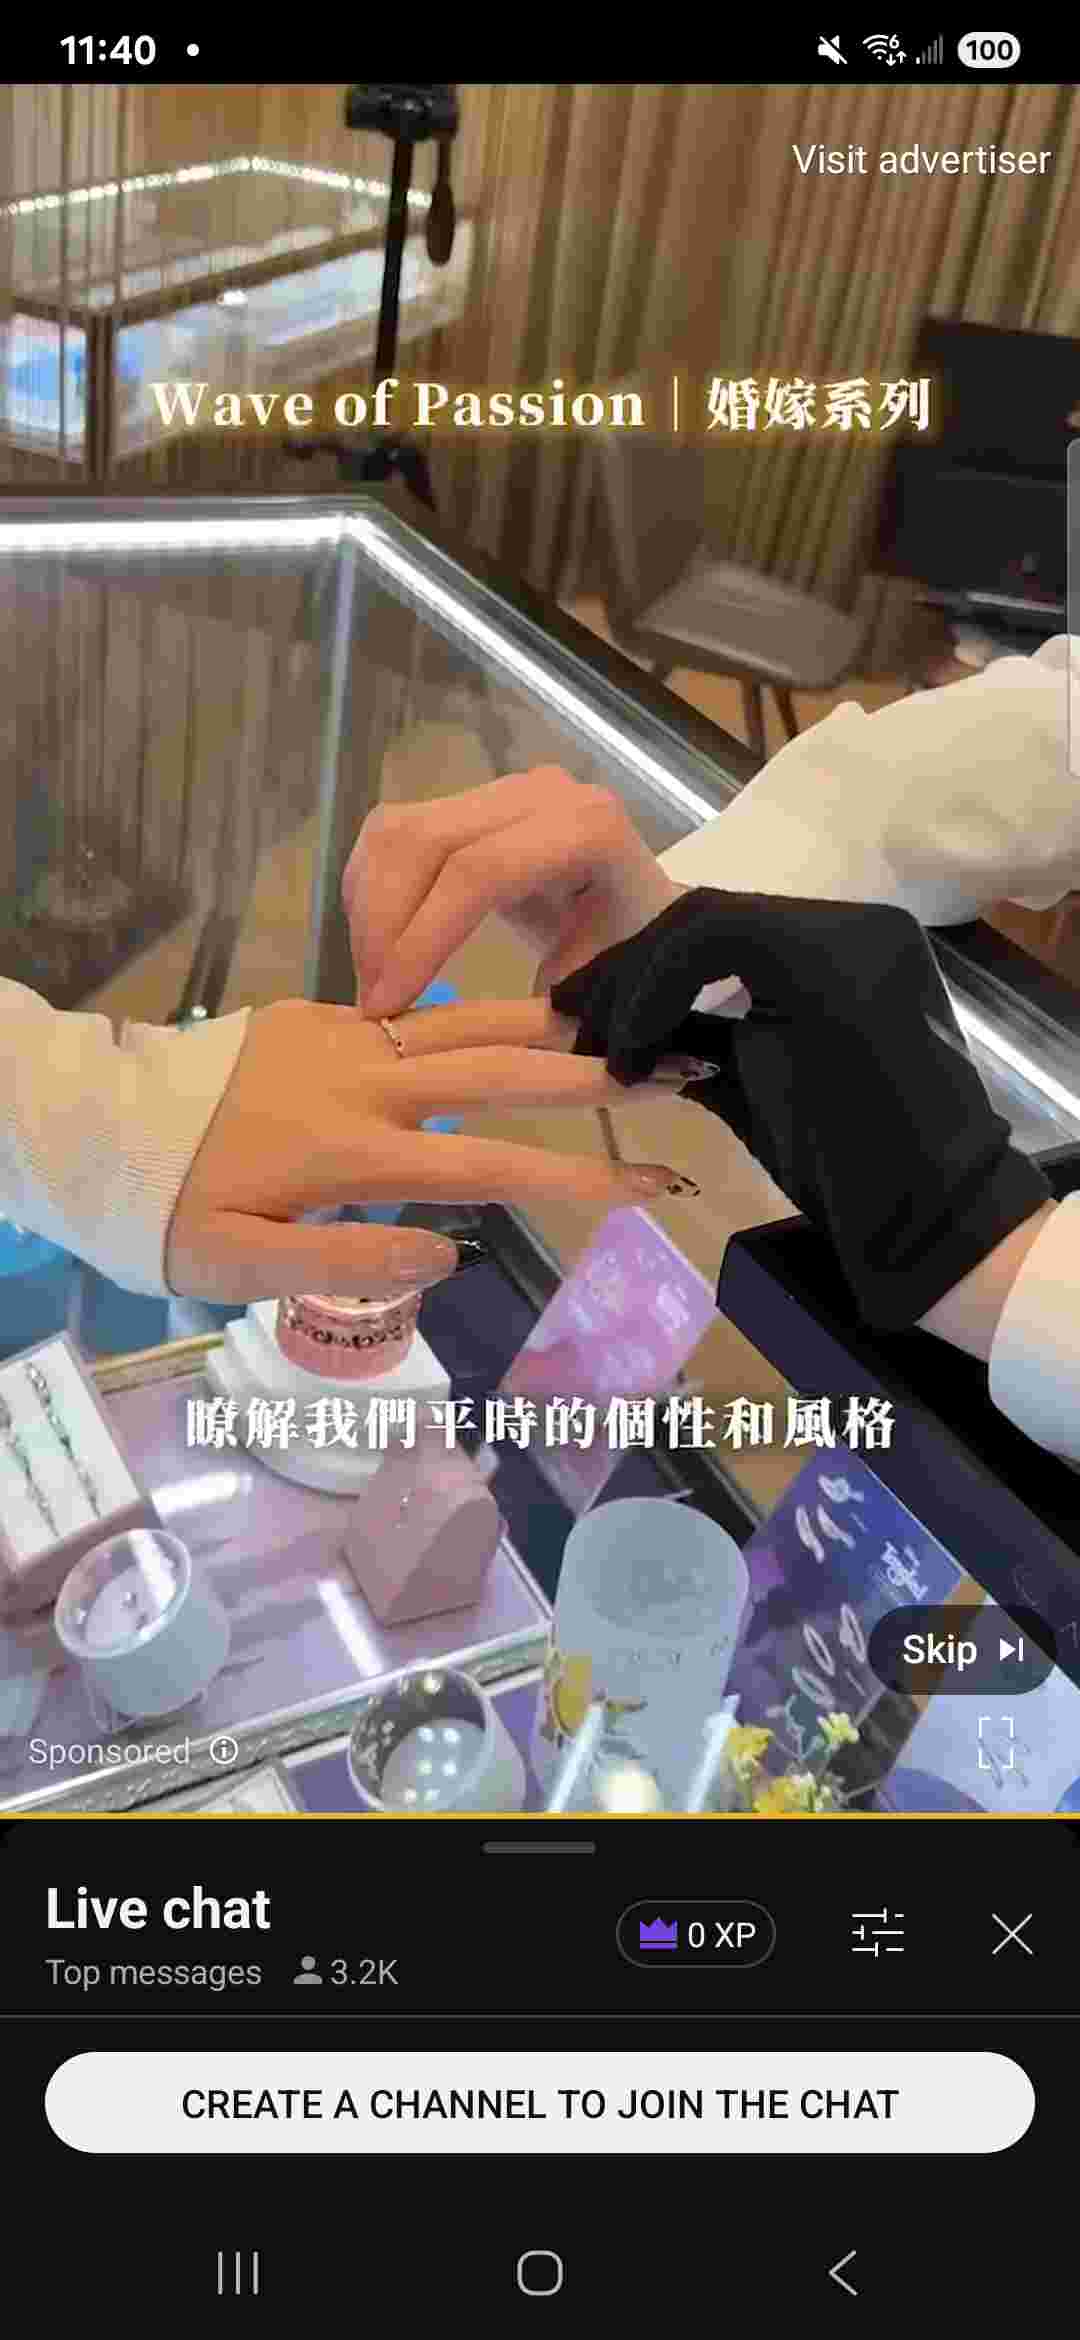 11:40
6
100
Visit advertiser
Wave of Passion｜婚嫁系列
瞭解我們平時的個性和風格
Skip
Sponsored
Live chat
0 XP
Top messages 3.2K
CREATE A CHANNEL TO JOIN THE CHAT